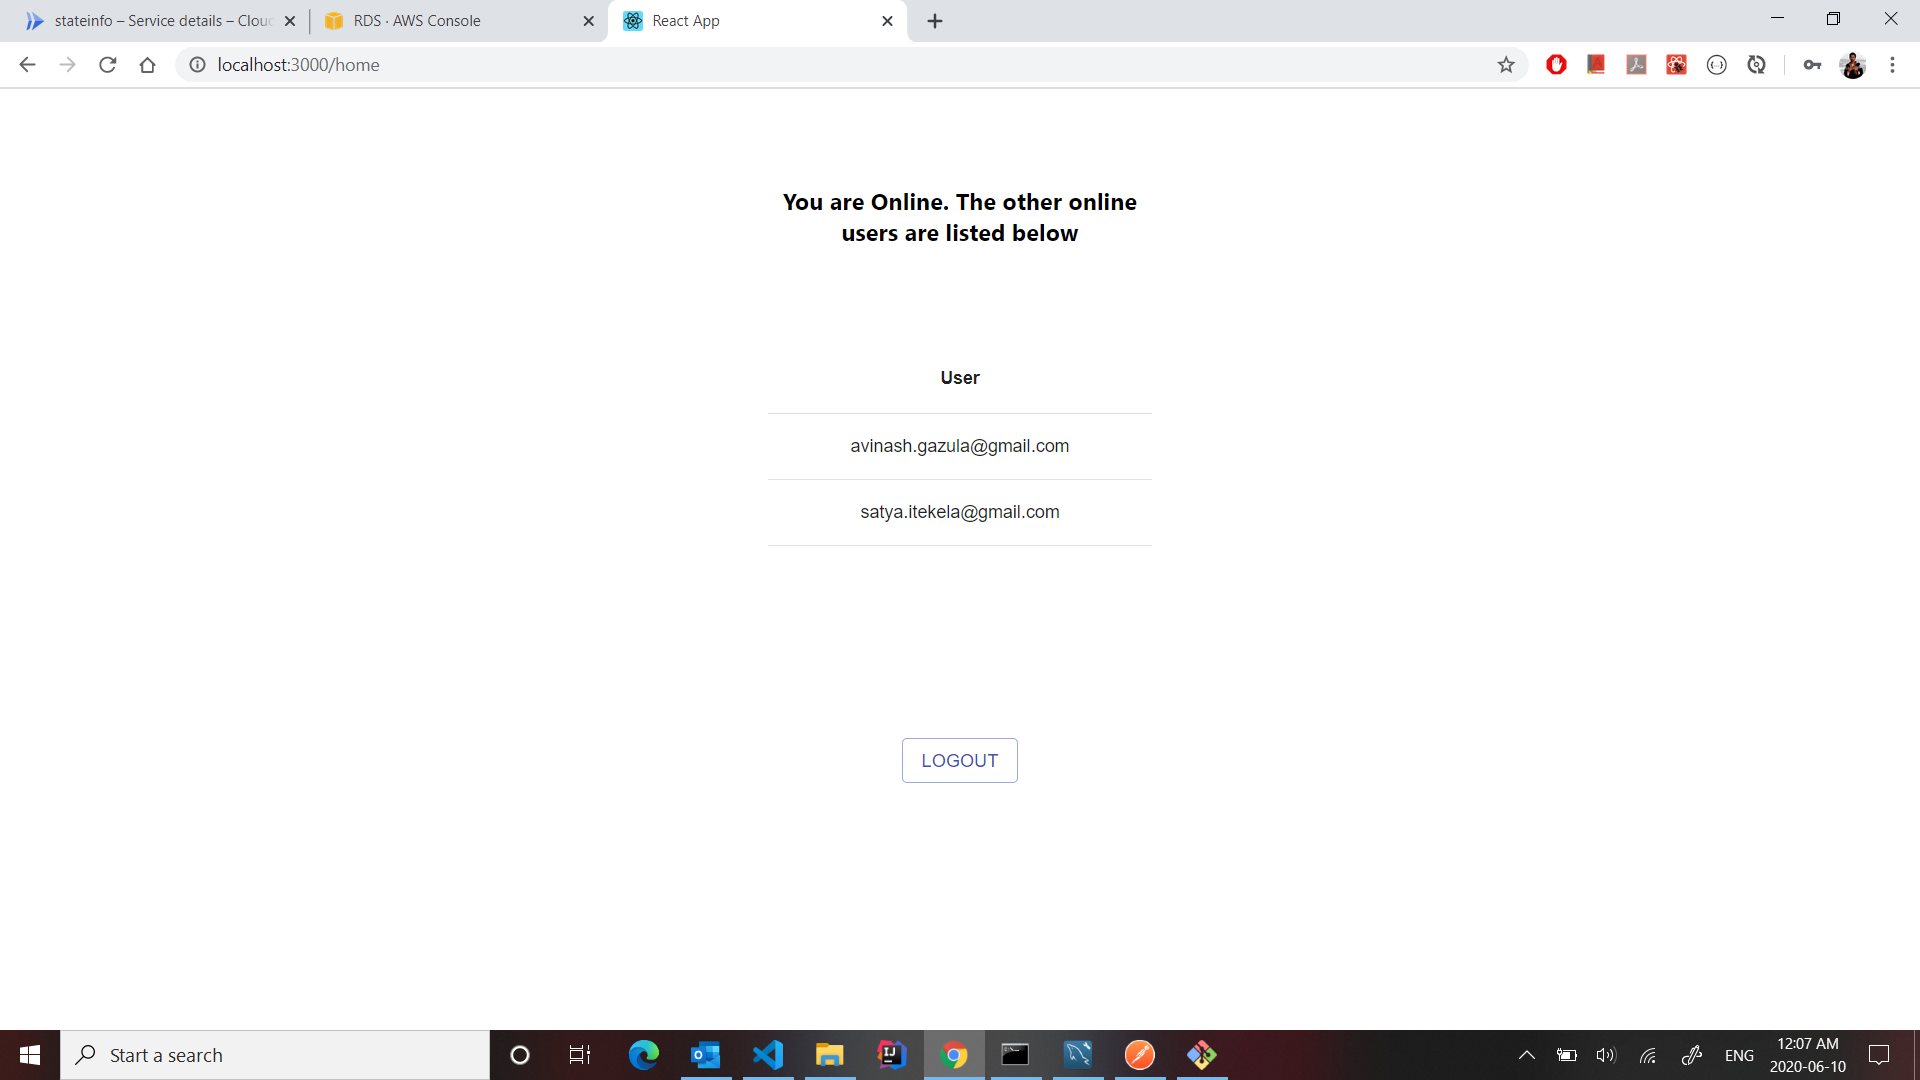 stateinfo – Service details – Clou
RDS · AWS Console
React App
localhost:3000/home
You are Online. The other online
users are listed below
User
avinash.gazula@gmail.com
satya.itekela@gmail.com
LOGOUT
Start a search
ENG
12:07 AM
2020-06-10